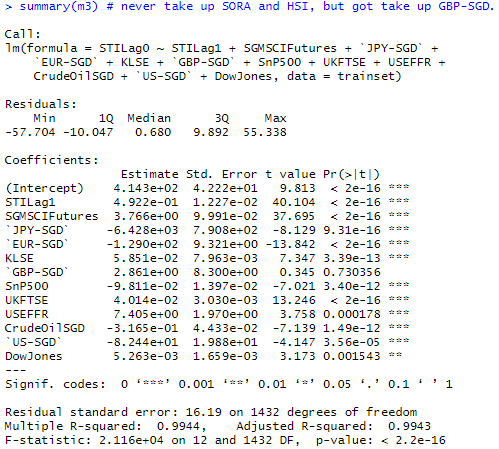 > summary(m3) # never take up SORA and HSI, but got take up GBP-SGD.
Call:
lm(formula = STILag0 ~ STILag1 + SGMSCIFutures + `JPY-SGD` +
    `EUR-SGD` + KLSE + `GBP-SGD` + SnP500 + UKFTSE + USEFFR +
    CrudeOilSGD + `US-SGD` + DowJones, data = trainset)
Residuals:
    Min      1Q  Median      3Q     Max
-57.704 -10.047   0.680   9.892  55.338
Coefficients:
                Estimate Std. Error t value Pr(>|t|)
(Intercept)    4.143e+02  4.222e+01   9.813  < 2e-16 ***
STILag1        4.922e-01  1.227e-02  40.104  < 2e-16 ***
SGMSCIFutures  3.766e+00  9.991e-02  37.695  < 2e-16 ***
`JPY-SGD`     -6.428e+03  7.908e+02  -8.129 9.31e-16 ***
`EUR-SGD`     -1.290e+02  9.321e+00 -13.842  < 2e-16 ***
KLSE           5.851e-02  7.963e-03   7.347 3.39e-13 ***
`GBP-SGD`      2.861e+00  8.300e+00   0.345 0.730356
SnP500        -9.811e-02  1.397e-02  -7.021 3.40e-12 ***
UKFTSE         4.014e-02  3.030e-03  13.246  < 2e-16 ***
USEFFR         7.405e+00  1.970e+00   3.758 0.000178 ***
CrudeOilSGD   -3.165e-01  4.433e-02  -7.139 1.49e-12 ***
`US-SGD`      -8.244e+01  1.988e+01  -4.147 3.56e-05 ***
DowJones       5.263e-03  1.659e-03   3.173 0.001543 **
---
Signif. codes:  0 ‘***’ 0.001 ‘**’ 0.01 ‘*’ 0.05 ‘.’ 0.1 ‘ ’ 1
Residual standard error: 16.19 on 1432 degrees of freedom
Multiple R-squared:  0.9944,    Adjusted R-squared:  0.9943
F-statistic: 2.116e+04 on 12 and 1432 DF,  p-value: < 2.2e-16